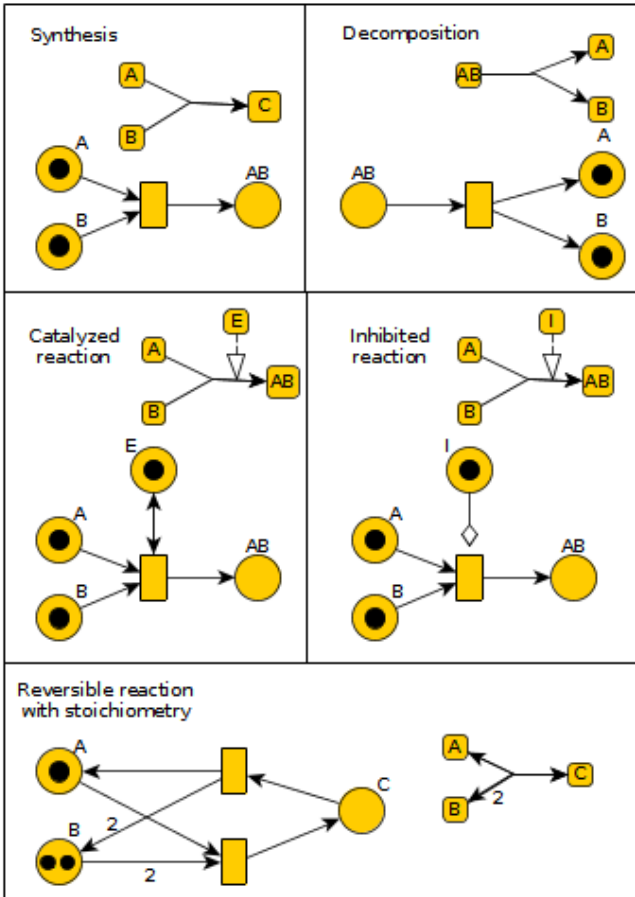 Synthesis
A
C
B
A
AB
B
Decomposition
A
AB
B
A
AB
B
Catalyzed
reaction
E
A
AB
B
E
A
AB
B
Inhibited
reaction
I
A
AB
B
I
A
AB
B
Reversible reaction
with stoichiometry
A
C
2
B
2
A
C
2
B